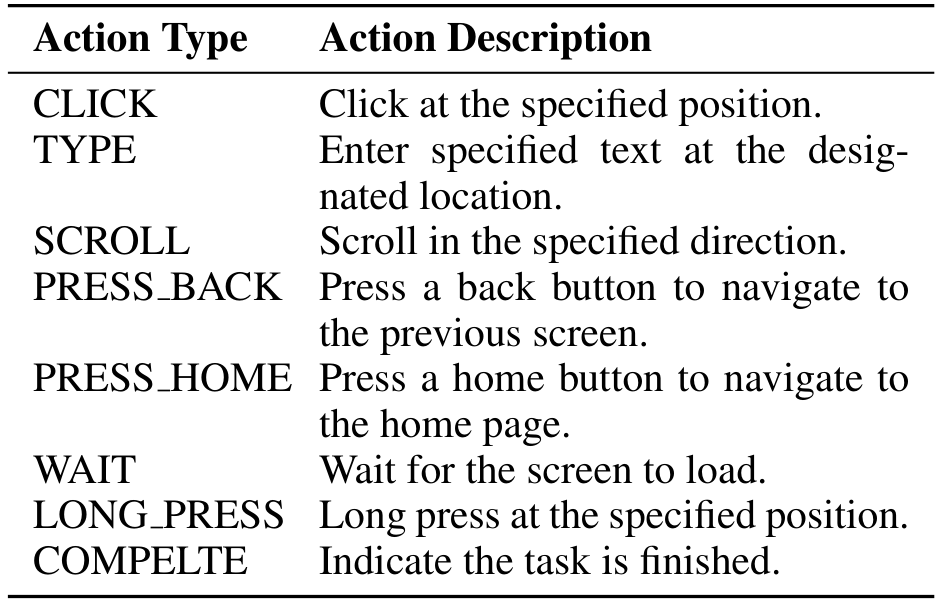 Action Type Action Description
CLICK Click at the specified position.
TYPE Enter specified text at the desig-
nated location.
SCROLL Scroll in the specified direction.
PRESS_BACK Press a back button to navigate to
the previous screen.
PRESS_HOME Press a home button to navigate to
the home page.
WAIT Wait for the screen to load.
LONG_PRESS Long press at the specified position.
COMPELTE Indicate the task is finished.